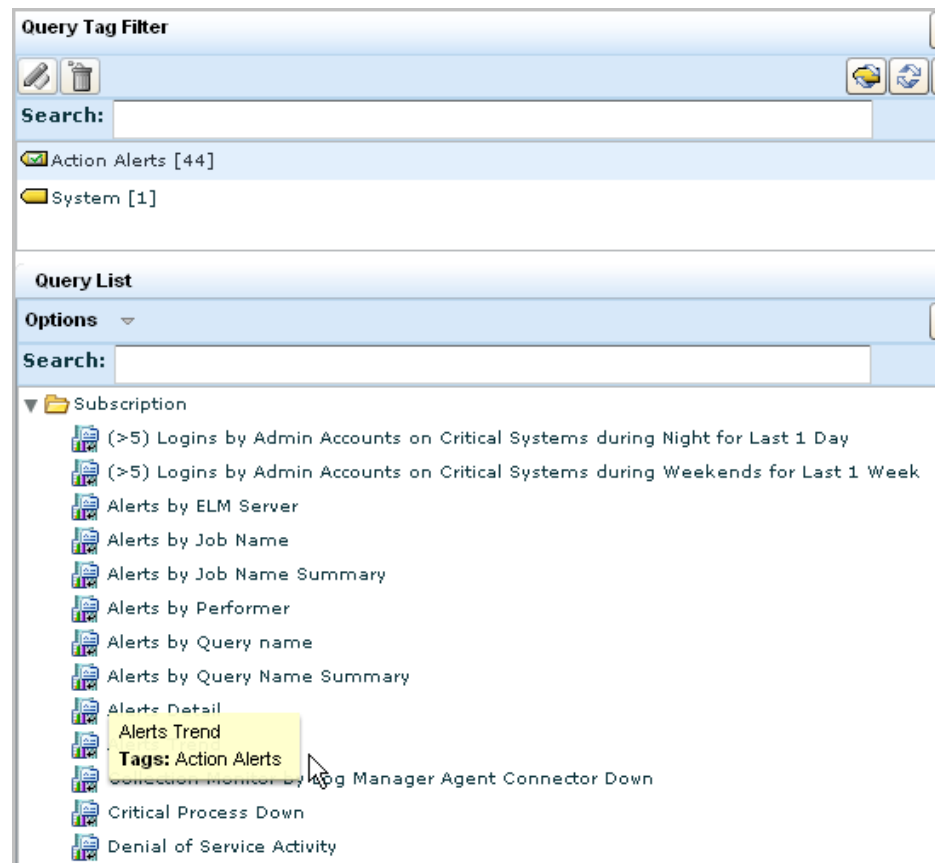 Query Tag Filter
Search:
Action Alerts [44]
System [1]
Query List
Options
Search:
Subscription
(>5) Logins by Admin Accounts on Critical Systems during Night for Last 1 Day
(>5) Logins by Admin Accounts on Critical Systems during Weekends for Last 1 Week
Alerts by ELM Server
Alerts by Job Name
Alerts by Job Name Summary
Alerts by Performer
Alerts by Query name
Alerts by Query Name Summary
Alerts Detail
Alerts Trend
Tags: Action Alerts
Collection Monitor by Log Manager Agent Connector Down
Critical Process Down
Denial of Service Activity